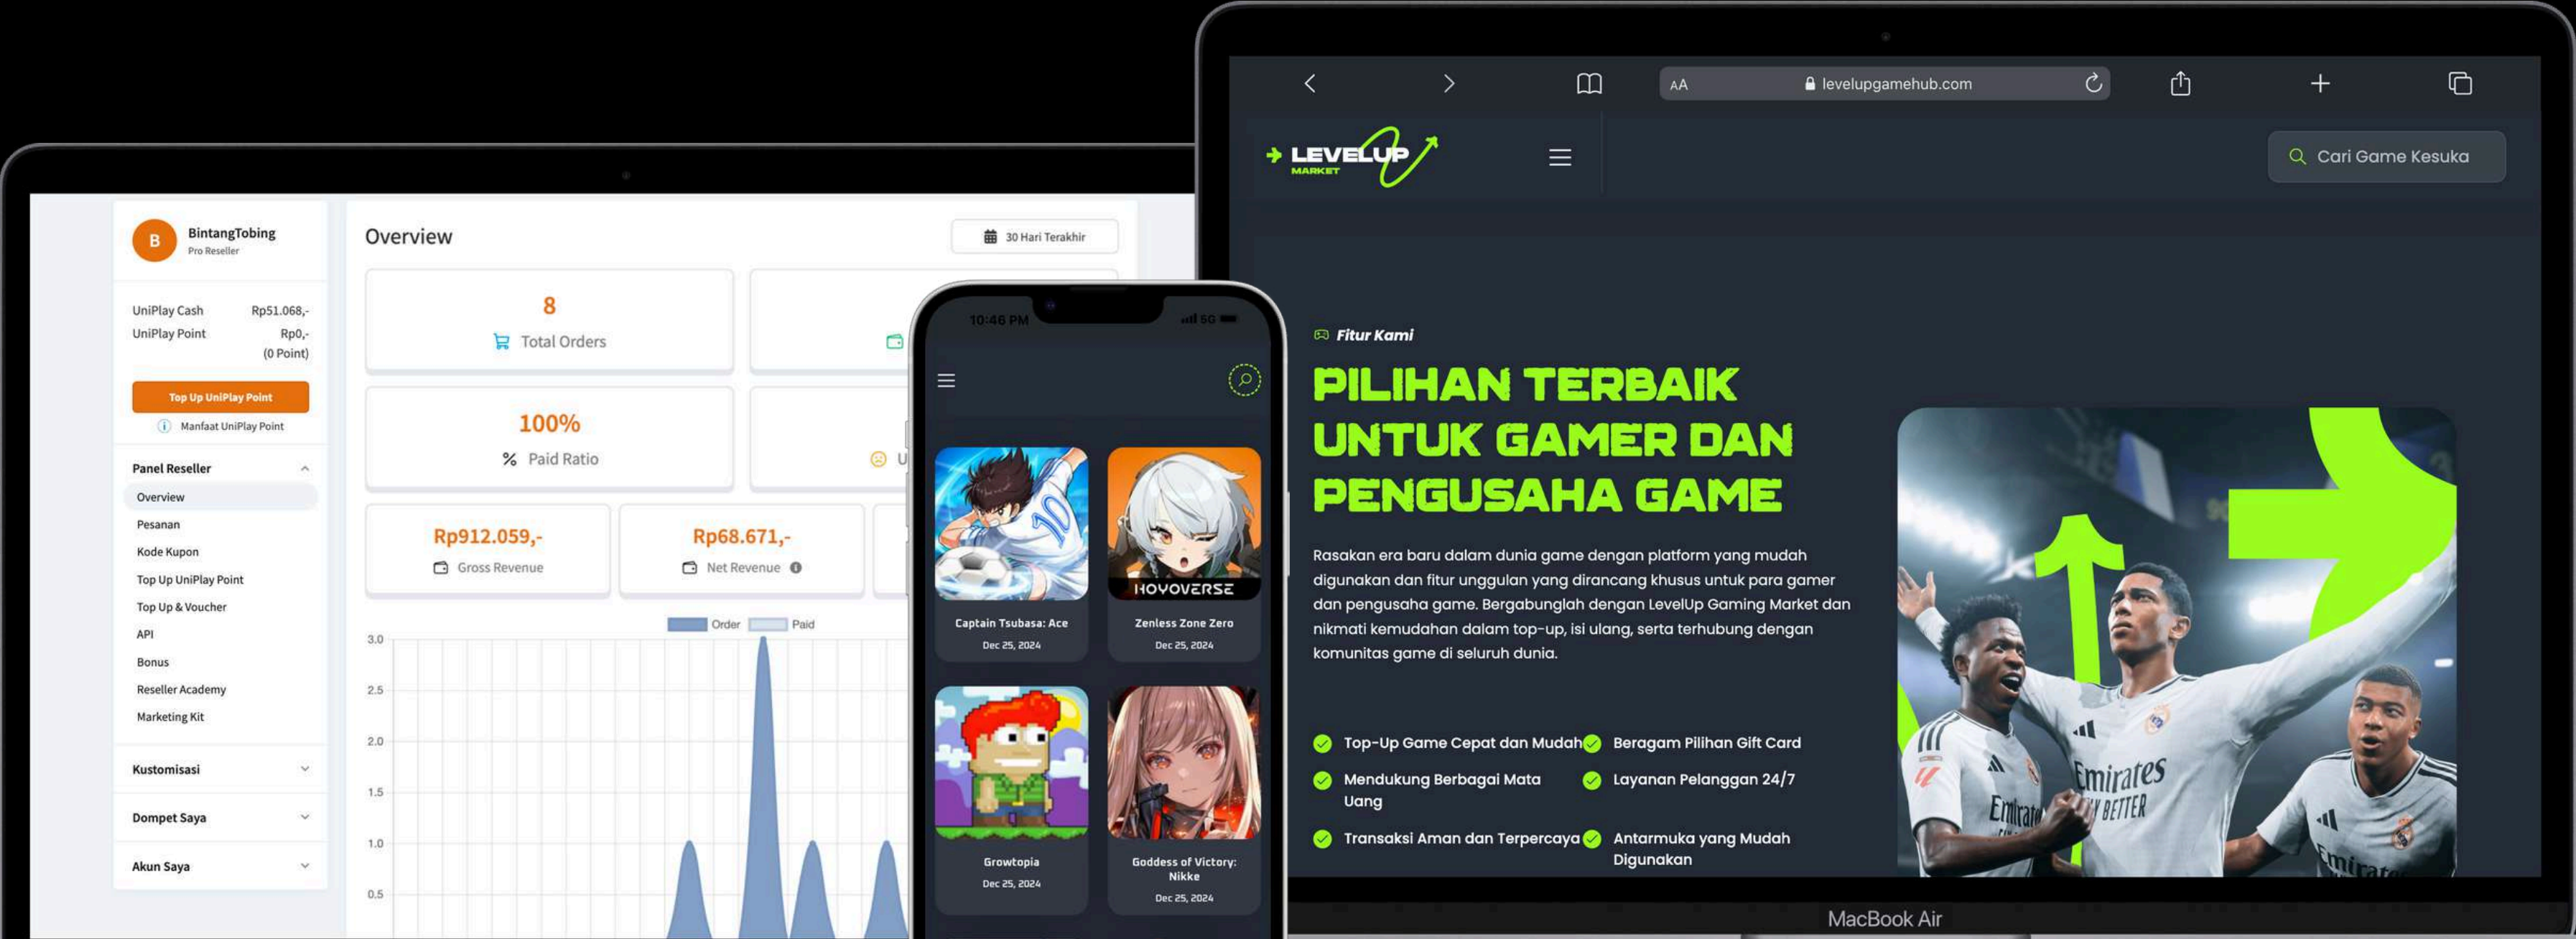 B
BintangTobing
Pro Reseller
UniPlay Cash Rp51.068,-
UniPlay Point Rp0,-
(0 Point)
Top Up UniPlay Point
Manfaat UniPlay Point
Panel Reseller
Overview
Pesanan
Kode Kupon
Top Up UniPlay Point
Top Up & Voucher
API
Bonus
Reseller Academy
Marketing Kit
Kustomisasi
Dompet Saya
Akun Saya
Overview
30 Hari Terakhir
8
Total Orders
100%
% Paid Ratio
U
Rp912.059,-
Gross Revenue
Rp68.671,-
Net Revenue
Order Paid
3.0
2.5
2.0
1.5
1.0
0.5
10:46 PM 5G
10
HOYOVERSE
Captain Tsubasa: Ace
Dec 25, 2024
Zenless Zone Zero
Dec 25, 2024
Growtopia
Dec 25, 2024
Goddess of Victory:
Nikke
Dec 25, 2024
AA levelupgamehub.com
LEVELUP
MARKET
Cari Game Kesuka
Fitur Kami
PILIHAN TERBAIK
UNTUK GAMER DAN
PENGUSAHA GAME
Rasakan era baru dalam dunia game dengan platform yang mudah
digunakan dan fitur unggulan yang dirancang khusus untuk para gamer
dan pengusaha game. Bergabunglah dengan LevelUp Gaming Market dan
nikmati kemudahan dalam top-up, isi ulang, serta terhubung dengan
komunitas game di seluruh dunia.
Top-Up Game Cepat dan Mudah
Beragam Pilihan Gift Card
Mendukung Berbagai Mata
Uang
Layanan Pelanggan 24/7
Transaksi Aman dan Terpercaya
Antarmuka yang Mudah
Digunakan
Emirates
FLY BETTER
Emirates
Emirates
MacBook Air